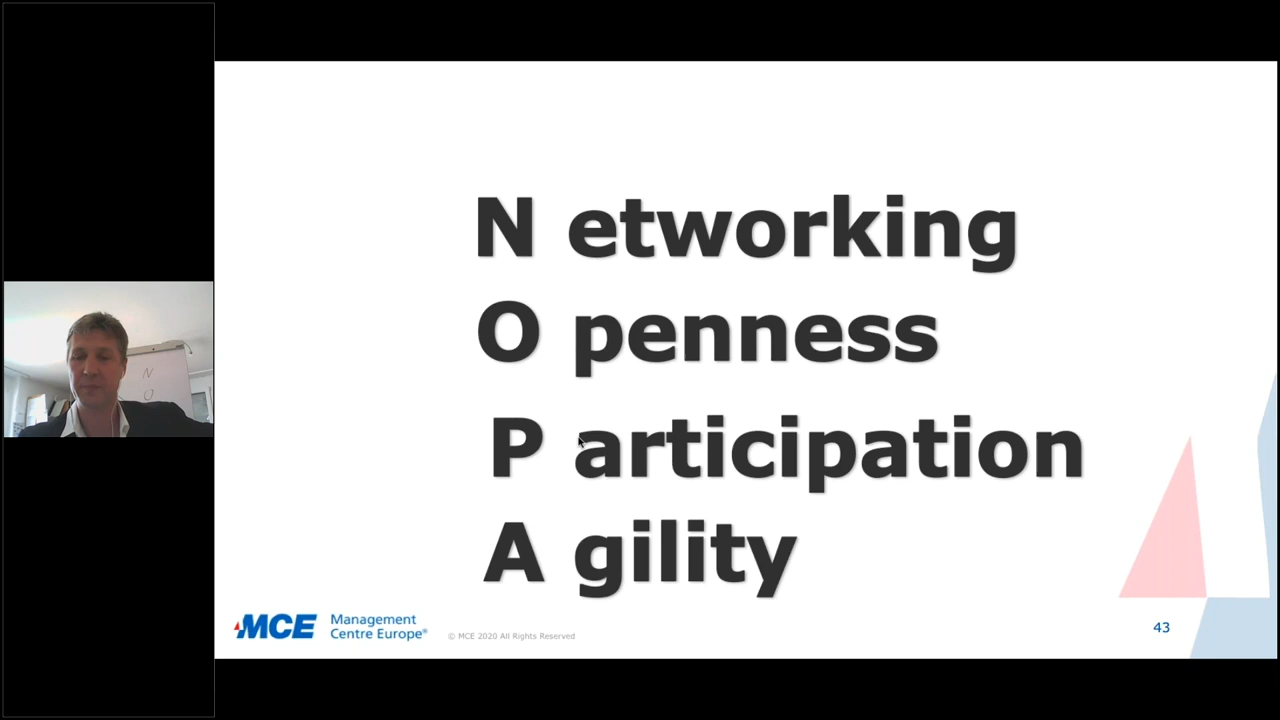 N
O
N etworking
O penness
P articipation
A gility
MCE Management
Centre Europe®
© MCE 2020 All Rights Reserved
43